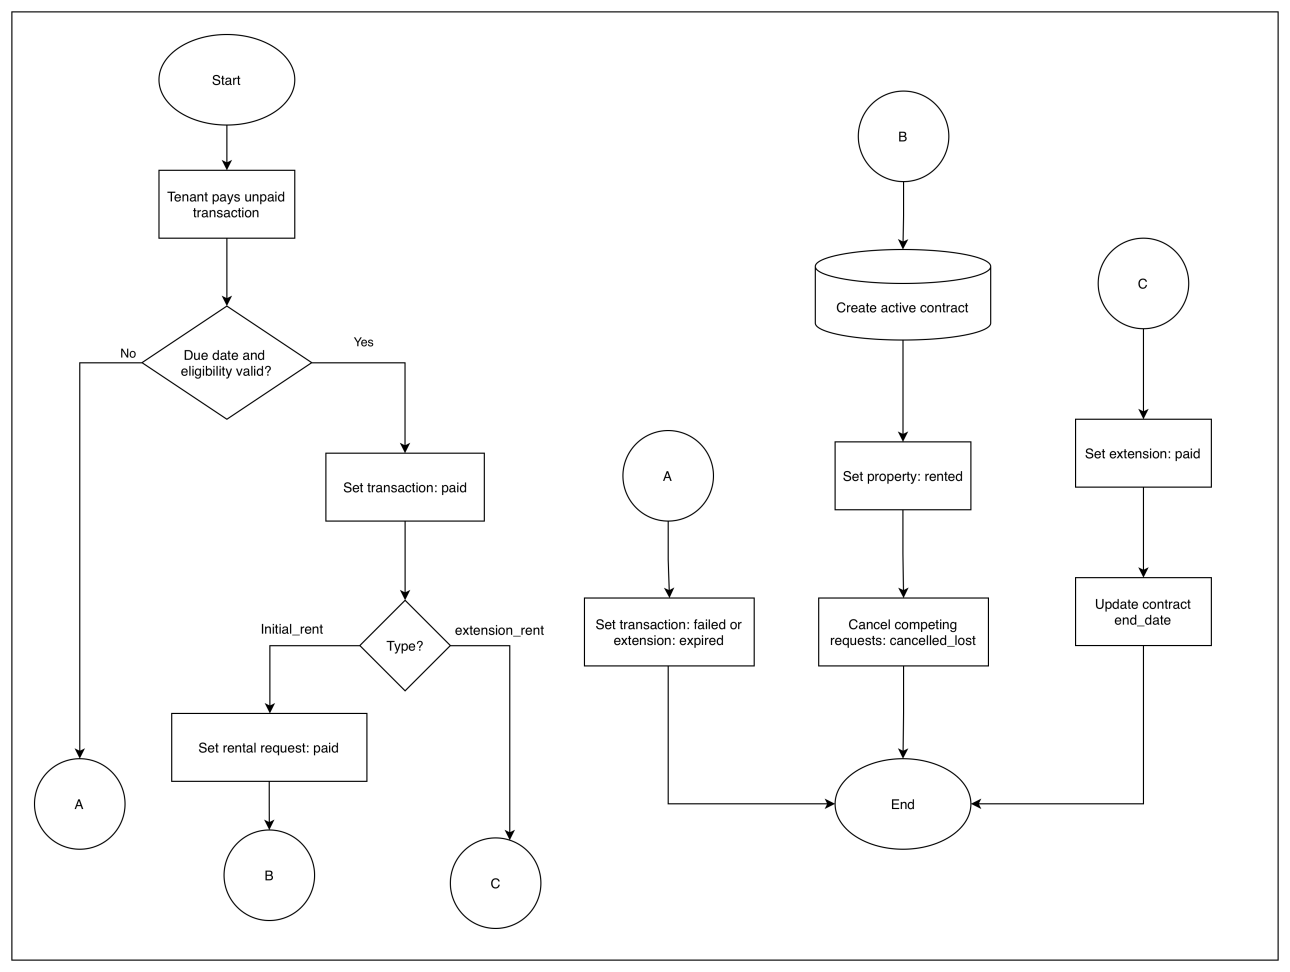 Start
Tenant pays unpaid
transaction
Due date and
eligibility valid?
No
Yes
Set transaction: paid
Type?
Initial_rent
extension_rent
Set rental request: paid
A
B
C
A
Set transaction: failed or
extension: expired
B
Create active contract
Set property: rented
Cancel competing
requests: cancelled_lost
End
C
Set extension: paid
Update contract
end_date